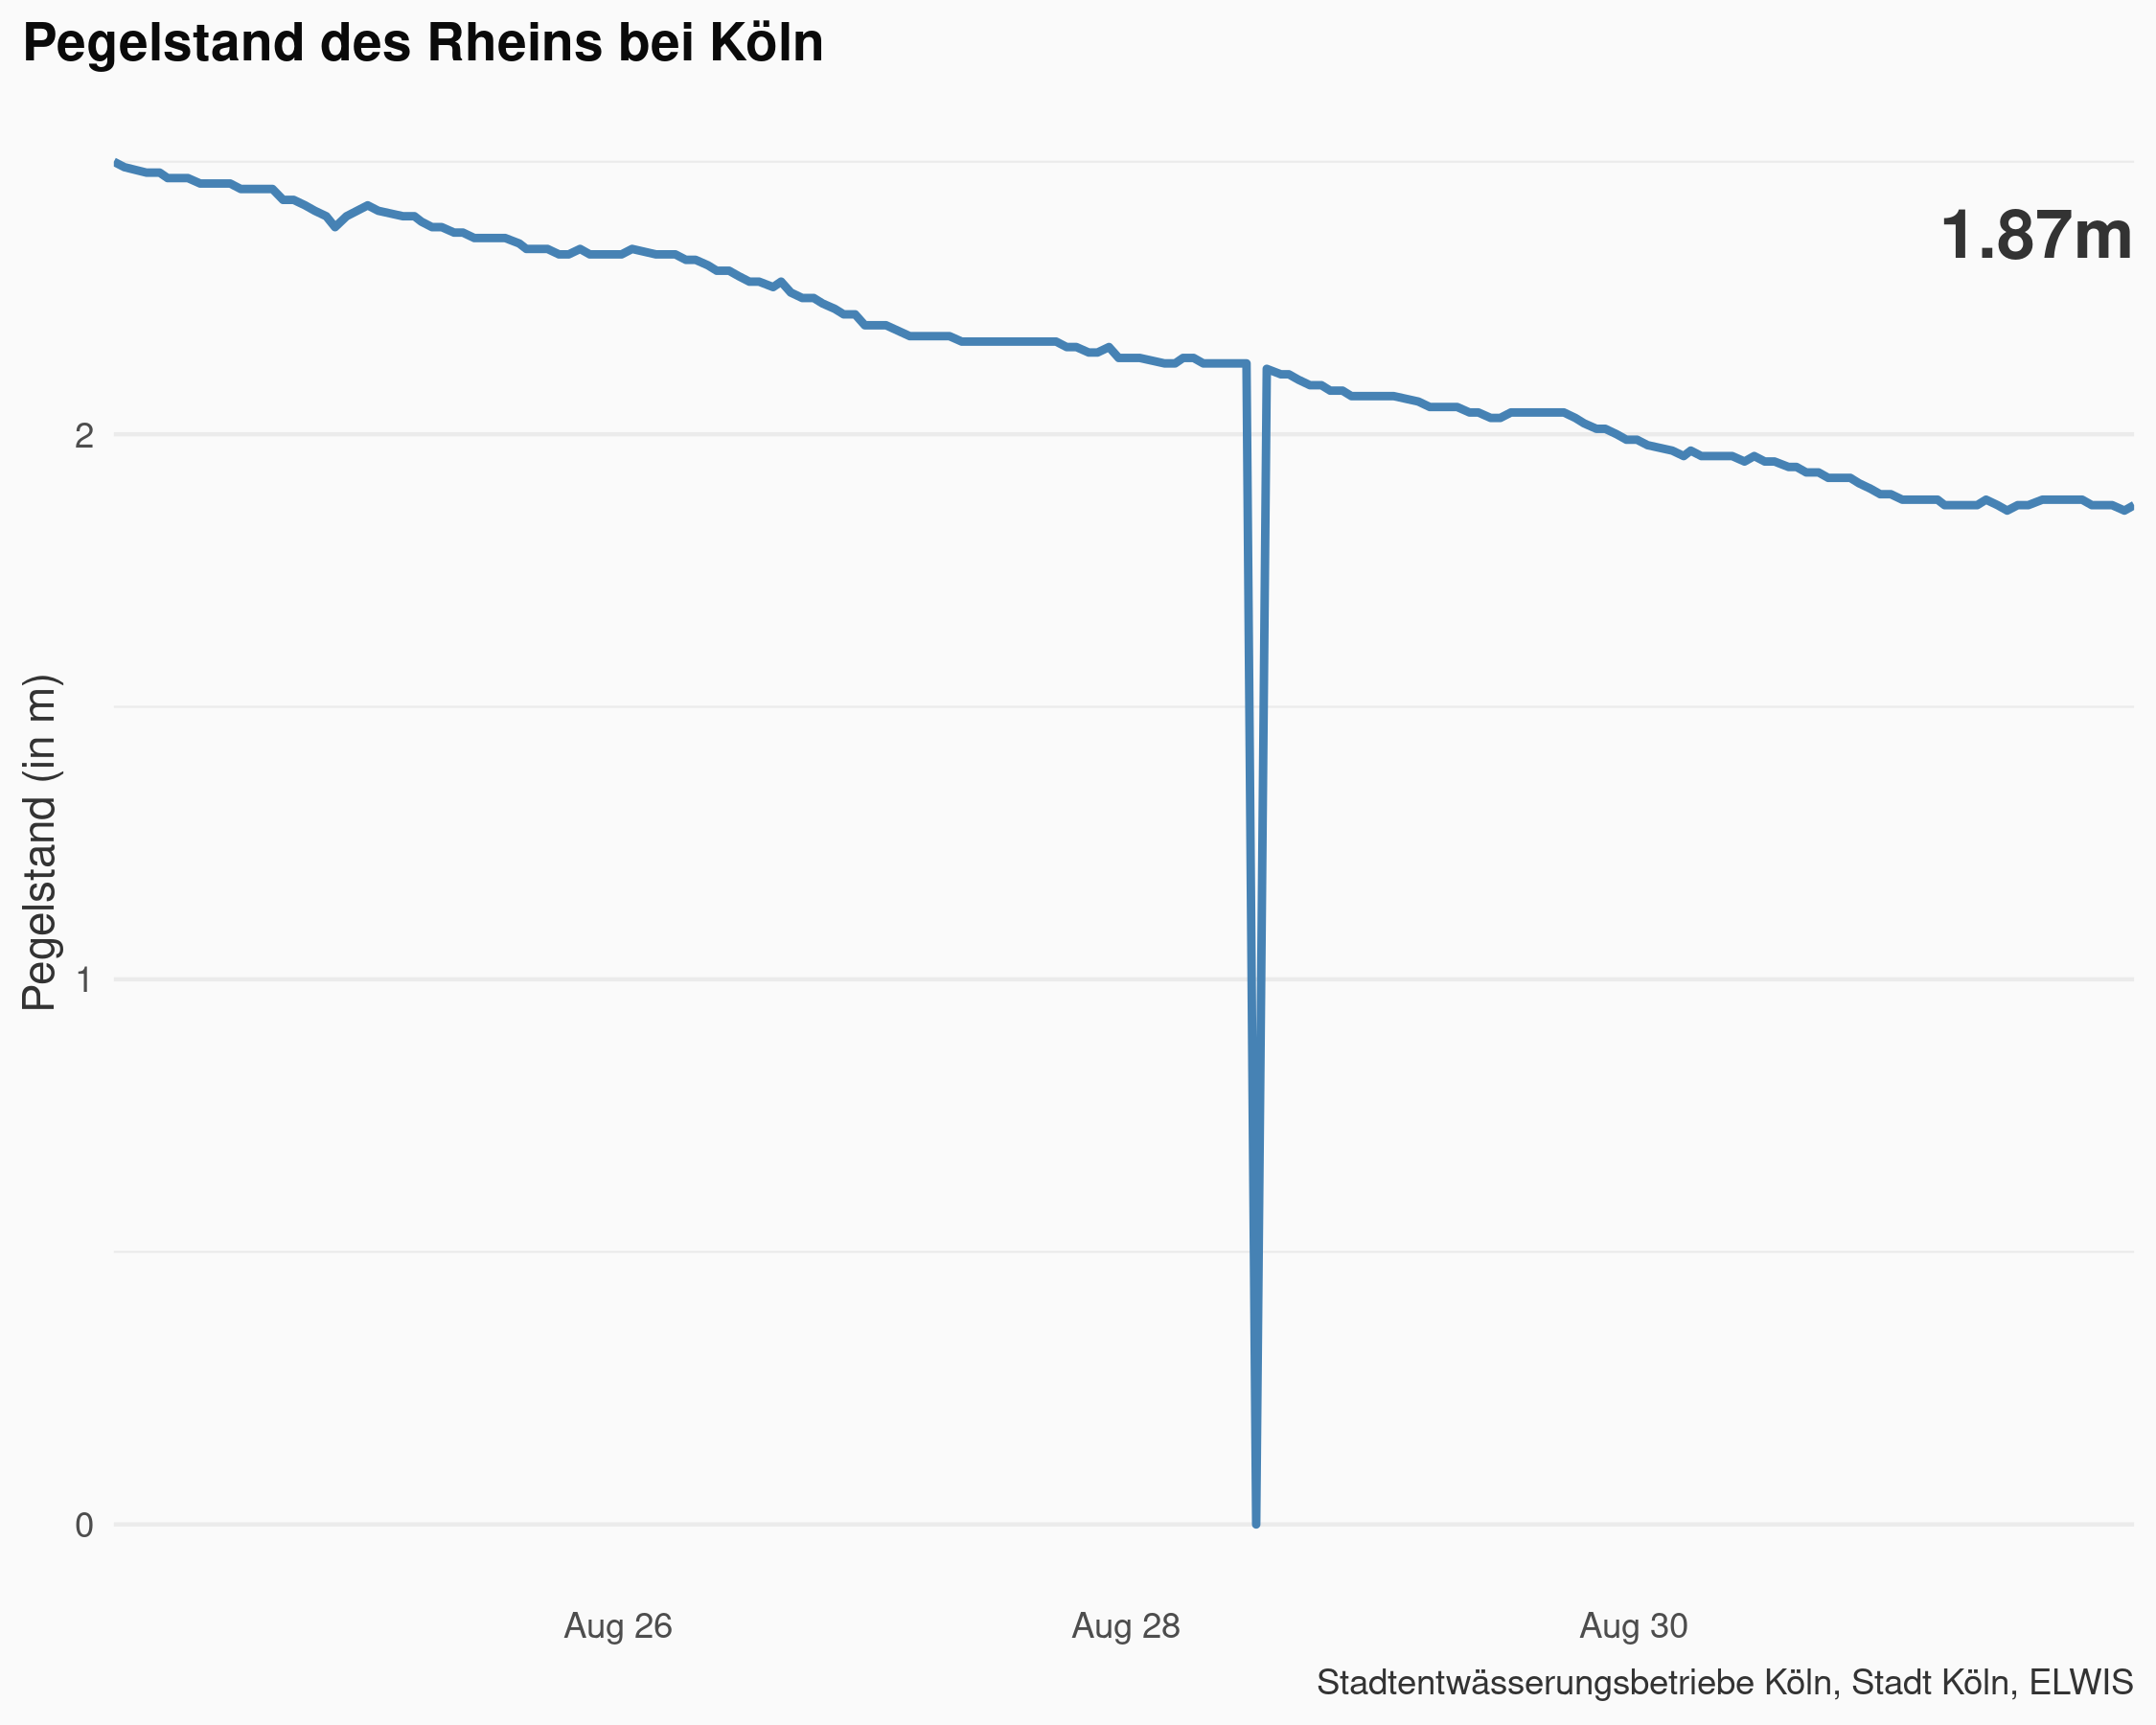 Pegelstand des Rheins bei Köln
1.87m
Pegelstand (in m)
2
1
0
Aug 26
Aug 28
Aug 30
Stadtentwässerungsbetriebe Köln, Stadt Köln, ELWIS